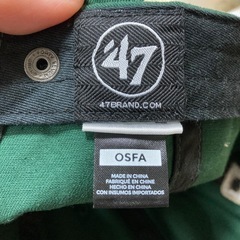 '47
47BRAND.COM
OSFA
MADE IN CHINA
FABRIQUÉ EN CHINE
HECHO EN CHINA
CON INSUMOS IMPORTADOS